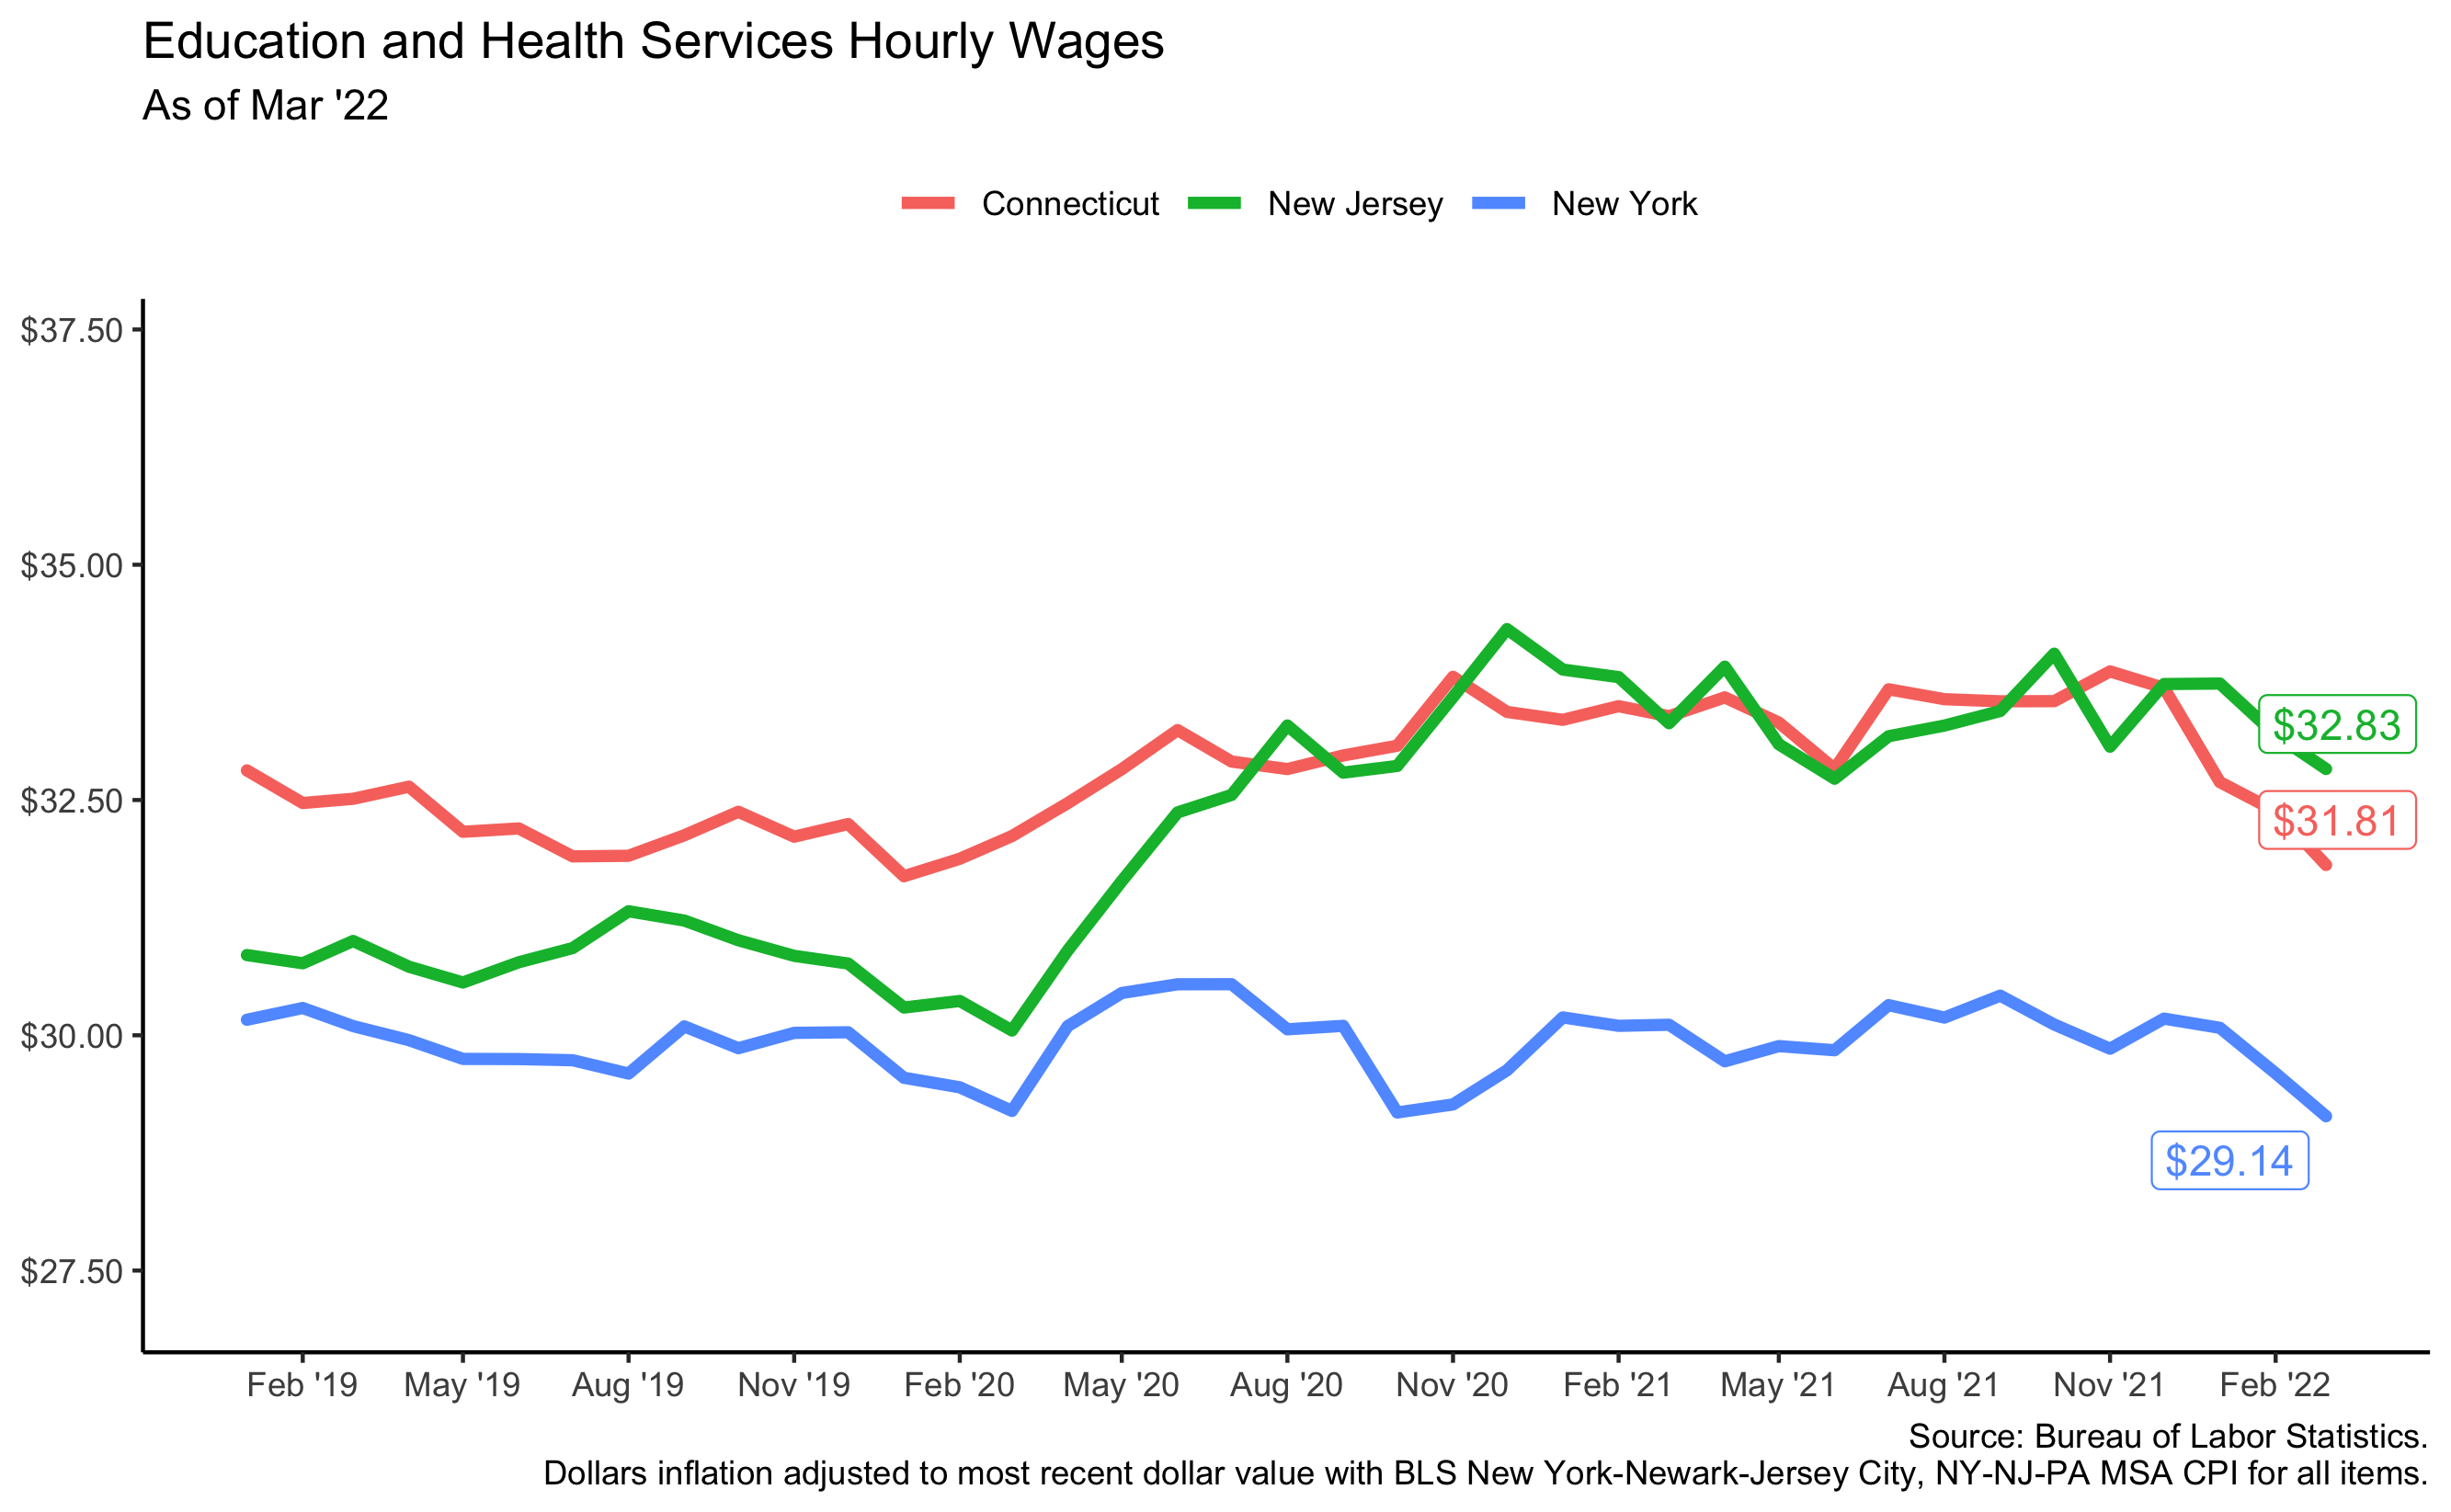 Education and Health Services Hourly Wages
As of Mar '22
Connecticut New Jersey New York
$37.50
$35.00
$32.50
$30.00
$27.50
$32.83
$31.81
$29.14
Feb '19 May '19 Aug '19 Nov '19 Feb '20 May '20 Aug '20 Nov '20 Feb '21 May '21 Aug '21 Nov '21 Feb '22
Source: Bureau of Labor Statistics.
Dollars inflation adjusted to most recent dollar value with BLS New York-Newark-Jersey City, NY-NJ-PA MSA CPI for all items.